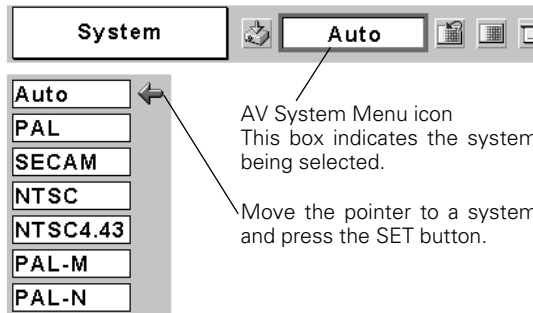 System
Auto
Auto
PAL
SECAM
NTSC
NTSC4.43
PAL-M
PAL-N
AV System Menu icon
This box indicates the system
being selected.
Move the pointer to a system
and press the SET button.